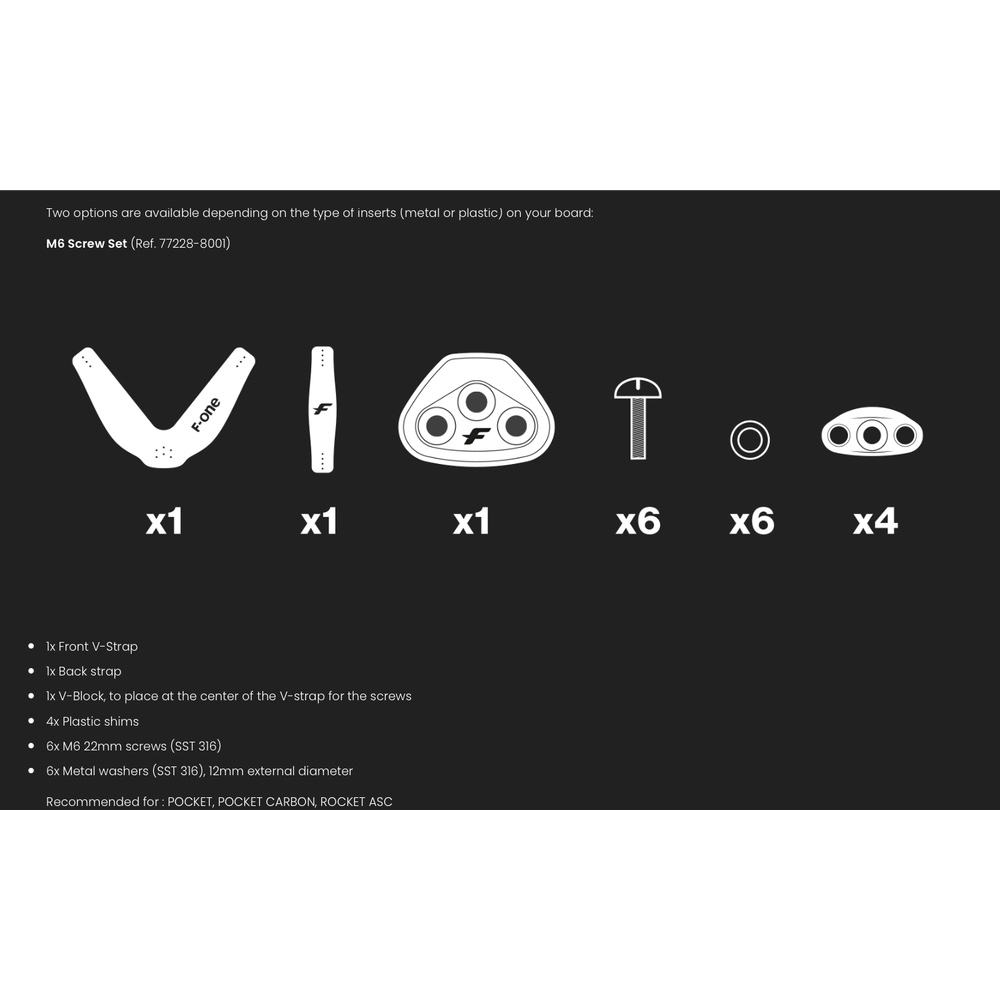 Two options are available depending on the type of inserts (metal or plastic) on your board:
M6 Screw Set (Ref. 77228-8001)
F-one
x1
x1
x1
x6
x6
x4
1x Front V-Strap
1x Back strap
1x V-Block, to place at the center of the V-strap for the screws
4x Plastic shims
6x M6 22mm screws (SST 316)
6x Metal washers (SST 316), 12mm external diameter
Recommended for : POCKET, POCKET CARBON, ROCKET ASC